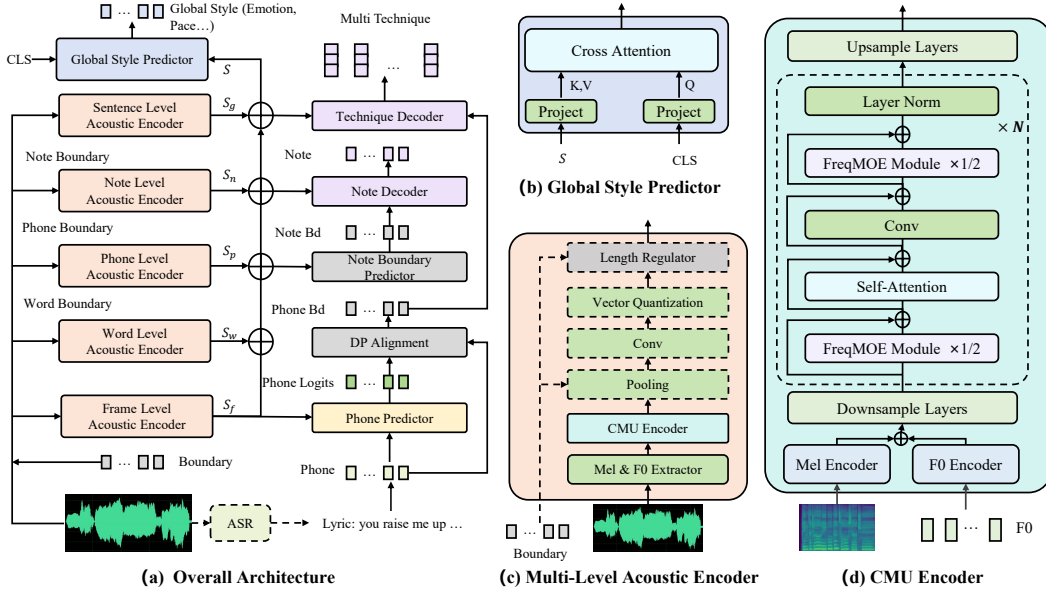 Global Style (Emotion,
Pace…)
Multi Technique
CLS
Global Style Predictor
S
Sentence Level
Acoustic Encoder
S_g
Technique Decoder
Note Boundary
Note
Note Level
Acoustic Encoder
S_n
Note Decoder
Phone Boundary
Note Bd
Phone Level
Acoustic Encoder
S_p
Note Boundary
Predictor
Word Boundary
Phone Bd
Word Level
Acoustic Encoder
S_w
DP Alignment
Phone Logits
Frame Level
Acoustic Encoder
S_f
Phone Predictor
Boundary
Phone
ASR
Lyric: you raise me up …
(a) Overall Architecture
Cross Attention
K,V
Q
Project
Project
S
CLS
(b) Global Style Predictor
Length Regulator
Vector Quantization
Conv
Pooling
CMU Encoder
Mel & F0 Extractor
Boundary
(c) Multi-Level Acoustic Encoder
Upsample Layers
Layer Norm
× N
FreqMOE Module ×1/2
Conv
Self-Attention
FreqMOE Module ×1/2
Downsample Layers
Mel Encoder
F0 Encoder
F0
(d) CMU Encoder